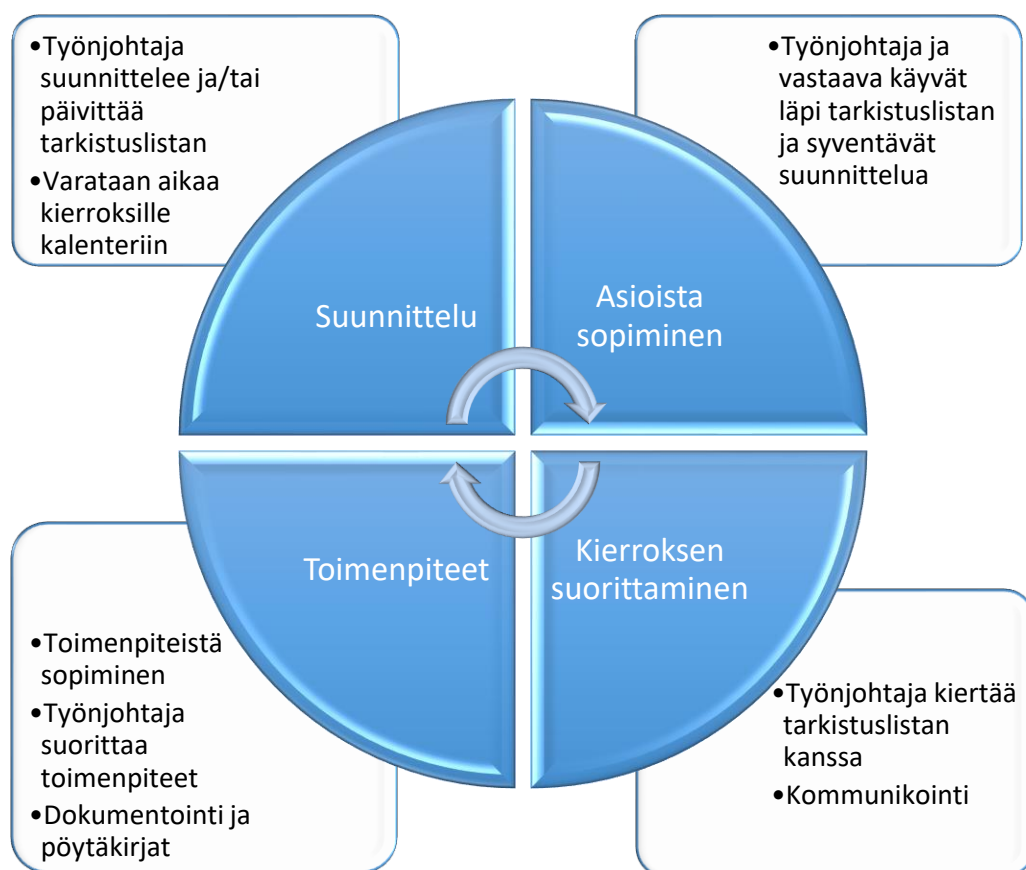 •Työnjohtaja
suunnittelee ja/tai
päivittää
tarkistuslistan
•Varataan aikaa
kierroksille
kalenteriin
•Työnjohtaja ja
vastaava käyvät
läpi tarkistuslistan
ja syventävät
suunnittelua
Suunnittelu
Asioista
sopiminen
Toimenpiteet
Kierroksen
suorittaminen
•Toimenpiteistä
sopiminen
•Työnjohtaja
suorittaa
toimenpiteet
•Dokumentointi ja
pöytäkirjat
•Työnjohtaja kiertää
tarkistuslistan
kanssa
•Kommunikointi